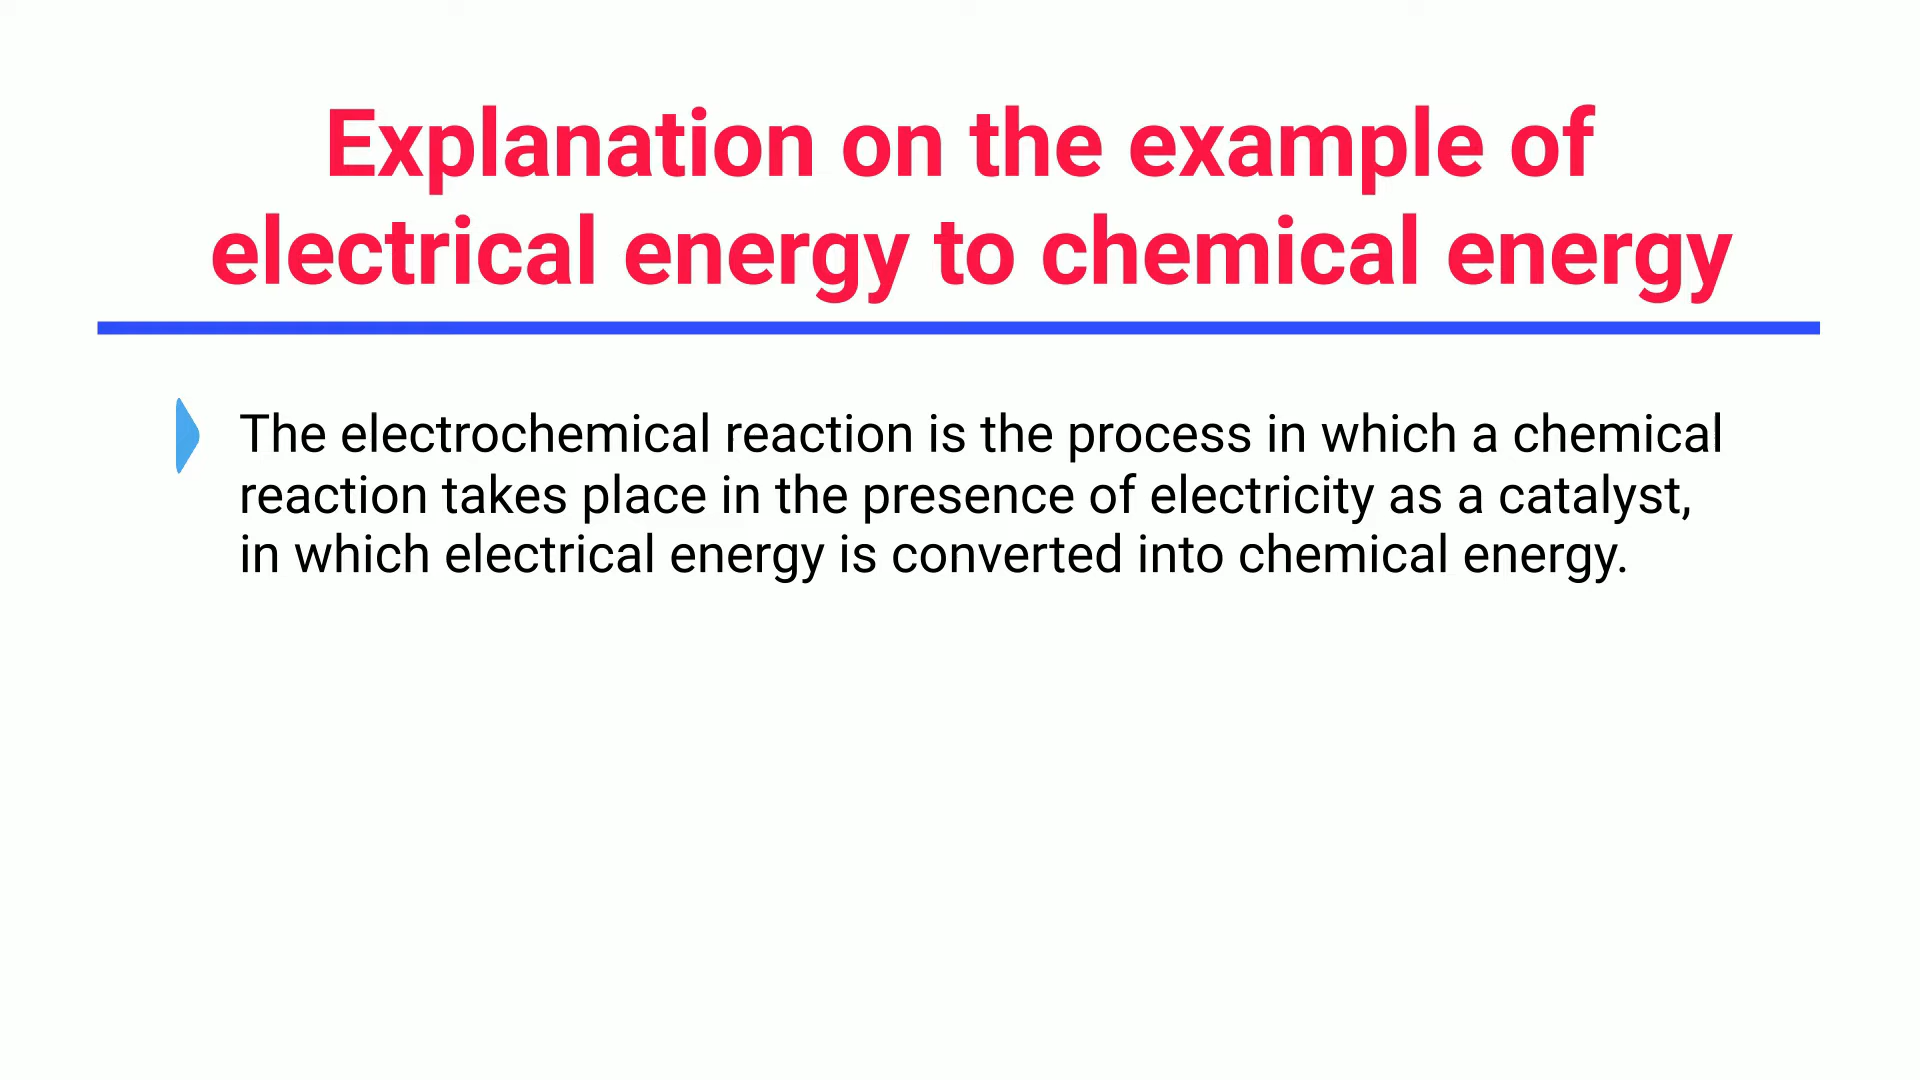 Explanation on the example of
electrical energy to chemical energy
The electrochemical reaction is the process in which a chemical
reaction takes place in the presence of electricity as a catalyst,
in which electrical energy is converted into chemical energy.